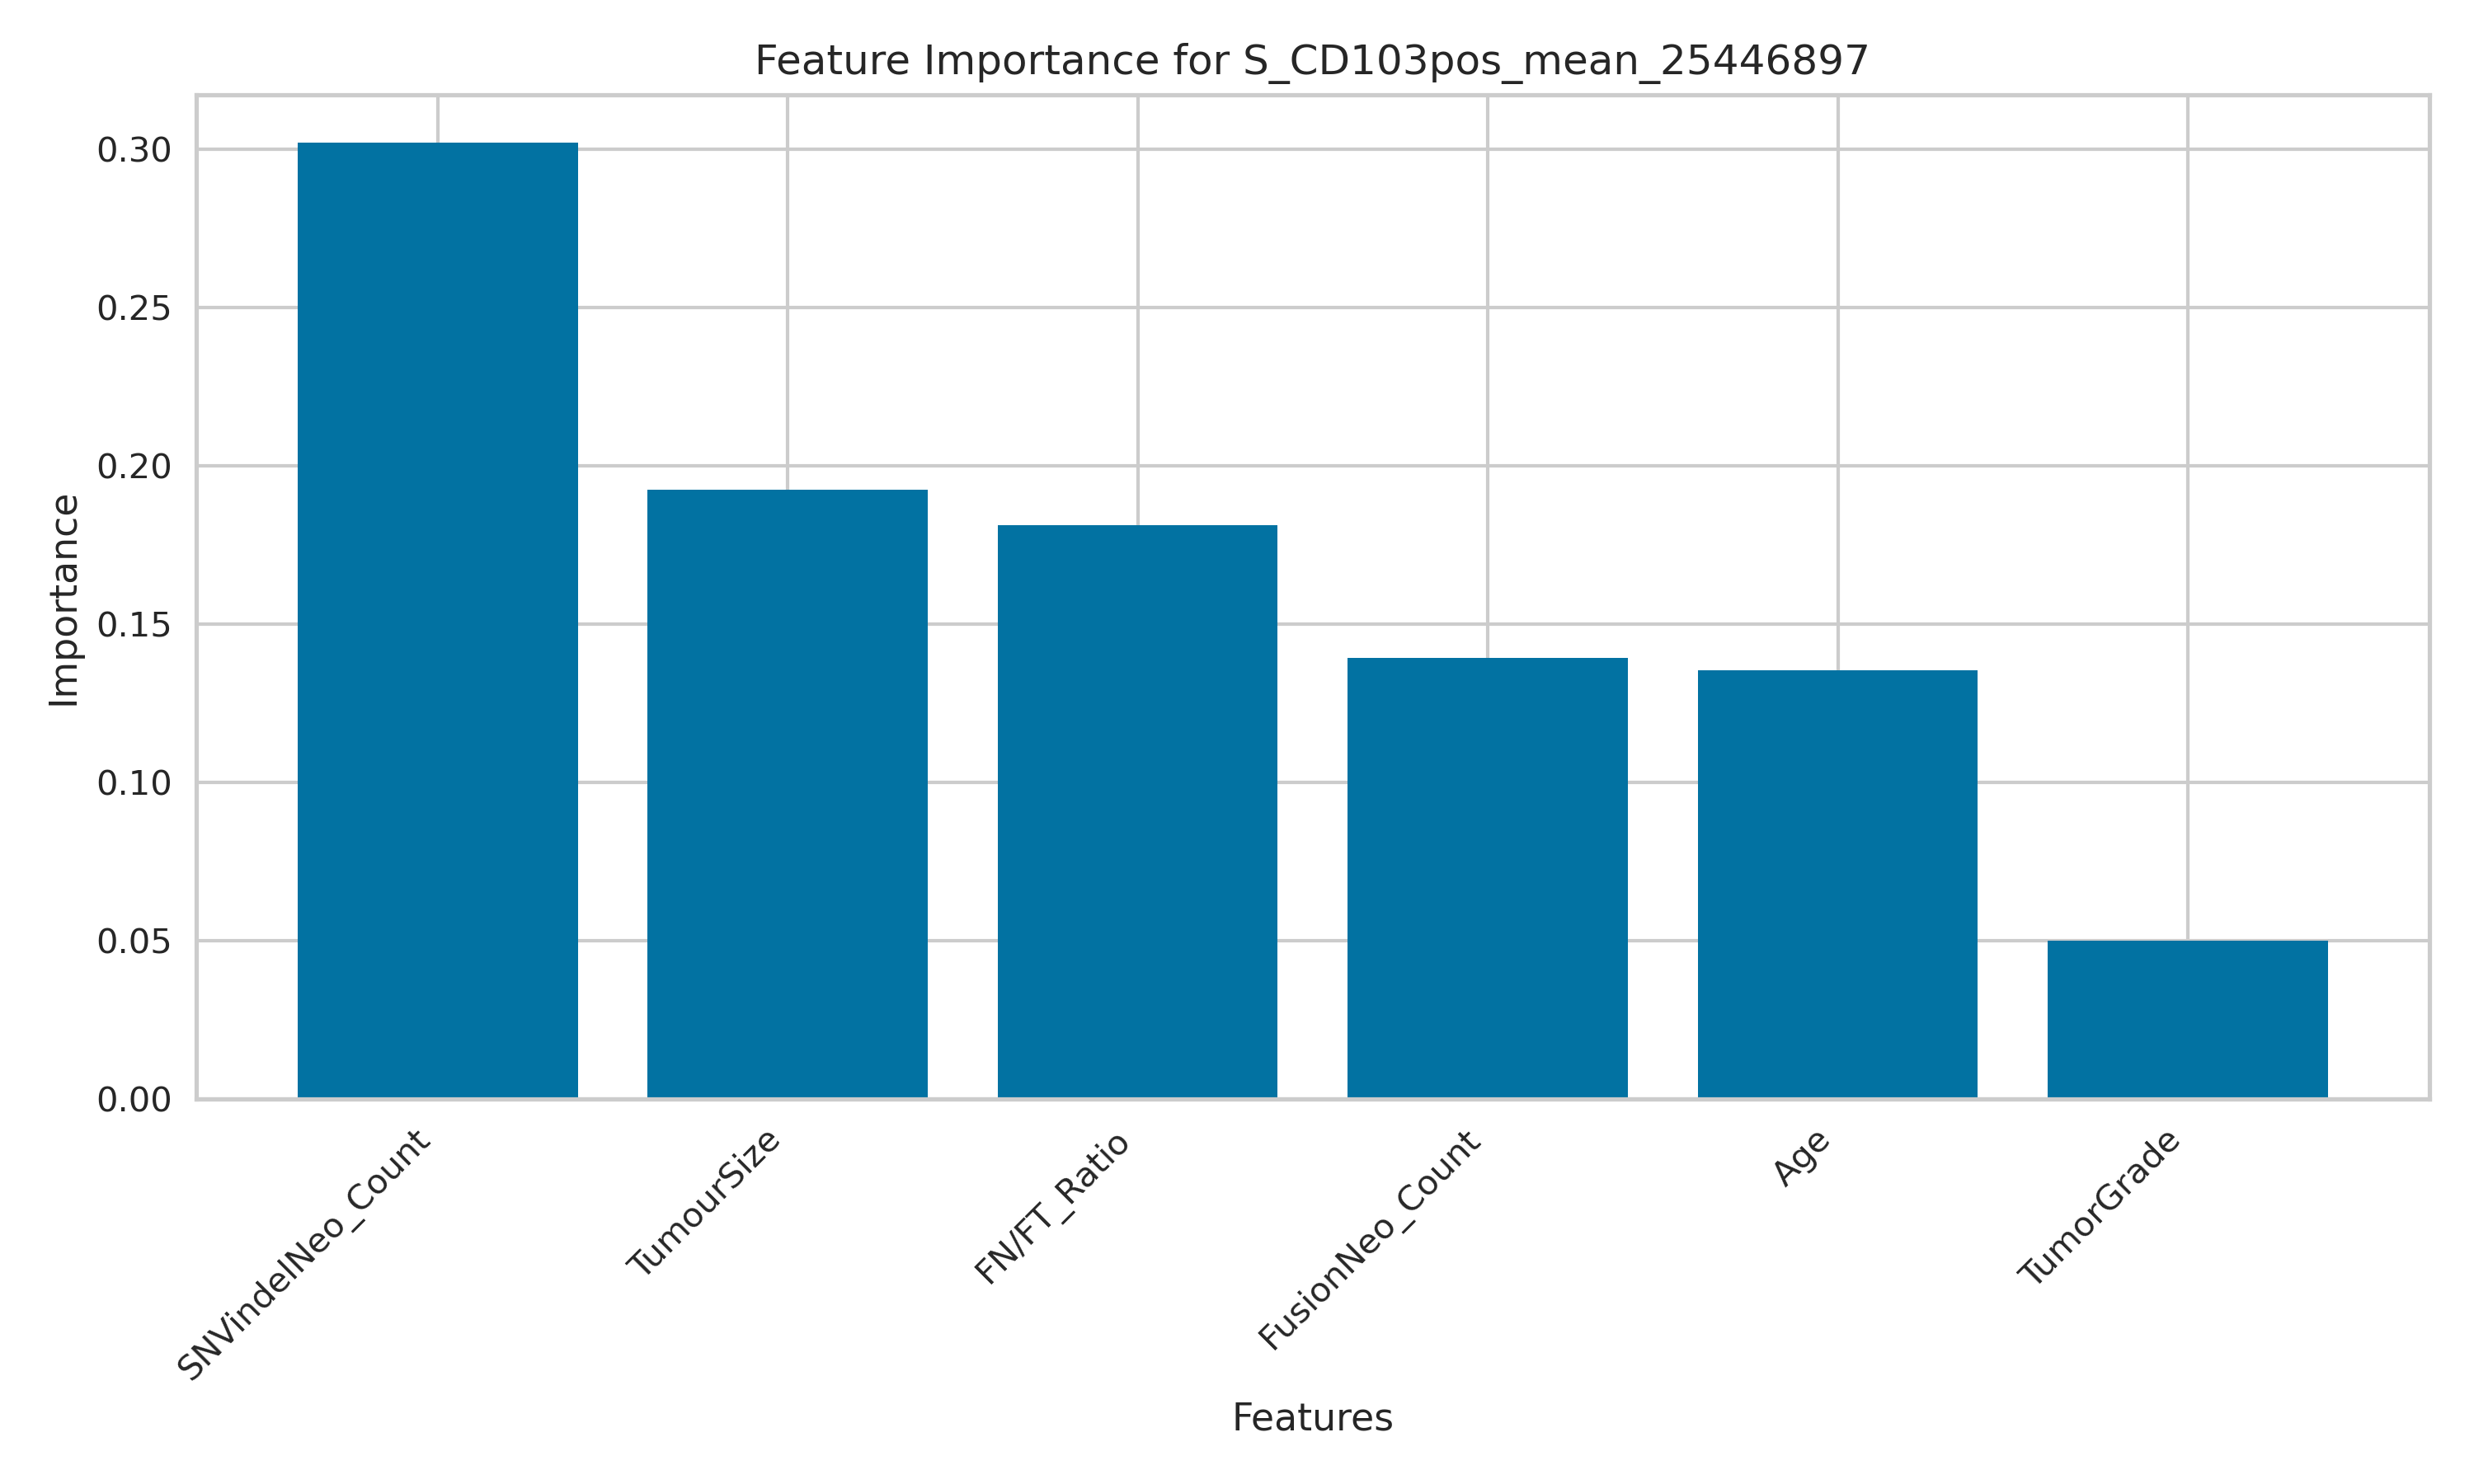 Feature Importance for S_CD103pos_mean_25446897
0.30
0.25
0.20
0.15
0.10
0.05
0.00
Importance
SNVindelNeo_Count
TumourSize
FN/FT_Ratio
FusionNeo_Count
Age
TumorGrade
Features